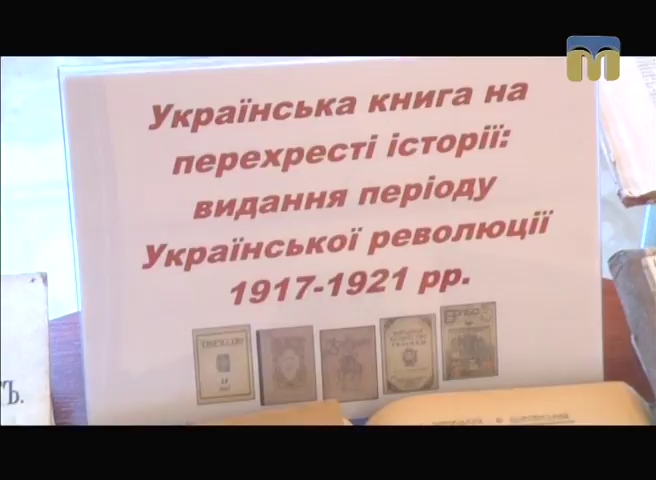 Українська книга на
перехресті історії:
видання періоду
Української революції
1917-1921 рр.